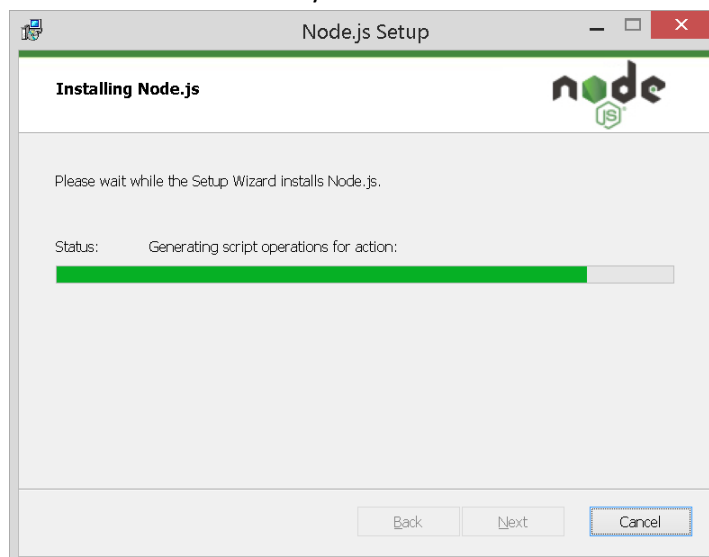 Node.js Setup
Installing Node.js
node
JS
Please wait while the Setup Wizard installs Node.js.
Status: Generating script operations for action:
Back Next Cancel